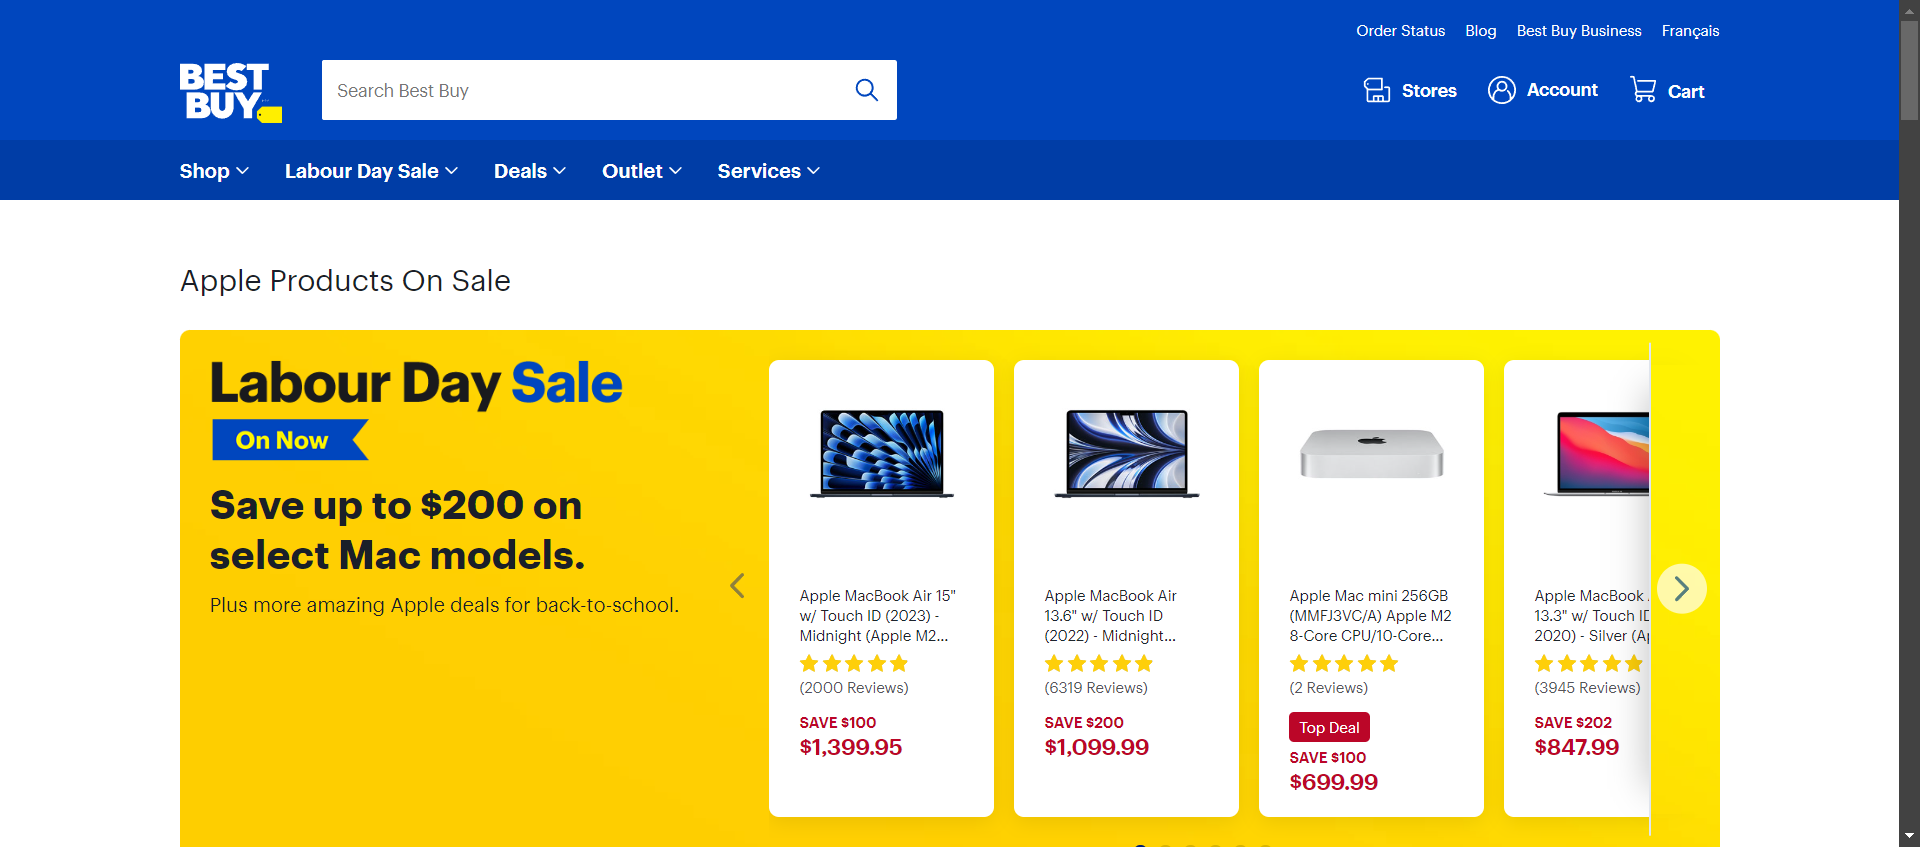 Order Status Blog Best Buy Business Français
BEST
BUY
Search Best Buy
Stores Account Cart
Shop Labour Day Sale Deals Outlet Services
Apple Products On Sale
Labour Day Sale
On Now
Save up to $200 on
select Mac models.
Plus more amazing Apple deals for back-to-school.
Apple MacBook Air 15"
w/ Touch ID (2023) -
Midnight (Apple M2...
(2000 Reviews)
SAVE $100
$1,399.95
Apple MacBook Air
13.6" w/ Touch ID
(2022) - Midnight...
(6319 Reviews)
SAVE $200
$1,099.99
Apple Mac mini 256GB
(MMFJ3VC/A) Apple M2
8-Core CPU/10-Core...
(2 Reviews)
Top Deal
SAVE $100
$699.99
Apple MacBook
13.3" w/ Touch
2020) - Silver
(3945 Reviews)
SAVE $202
$847.99